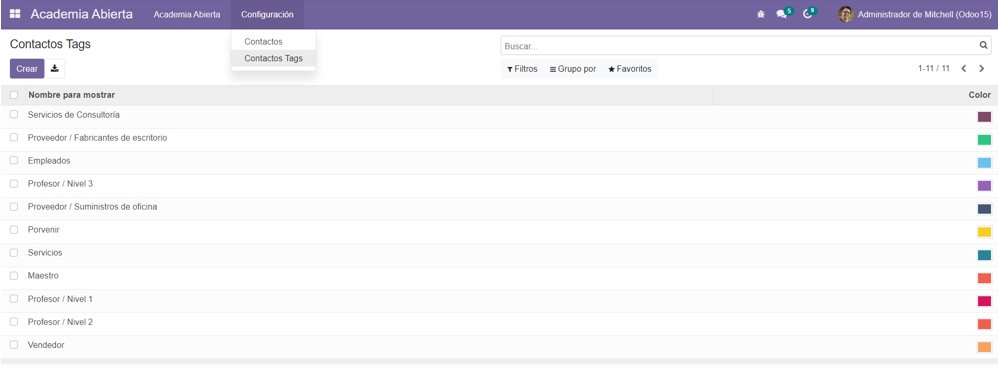 Academia Abierta Academia Abierta Configuración 5 9 Administrador de Mitchell (Odoo15)
Contactos
Contactos Tags
Contactos Tags
Buscar...
Crear
Filtros Grupo por Favoritos
1-11 / 11
Nombre para mostrar Color
Servicios de Consultoría
Proveedor / Fabricantes de escritorio
Empleados
Profesor / Nivel 3
Proveedor / Suministros de oficina
Porvenir
Servicios
Maestro
Profesor / Nivel 1
Profesor / Nivel 2
Vendedor